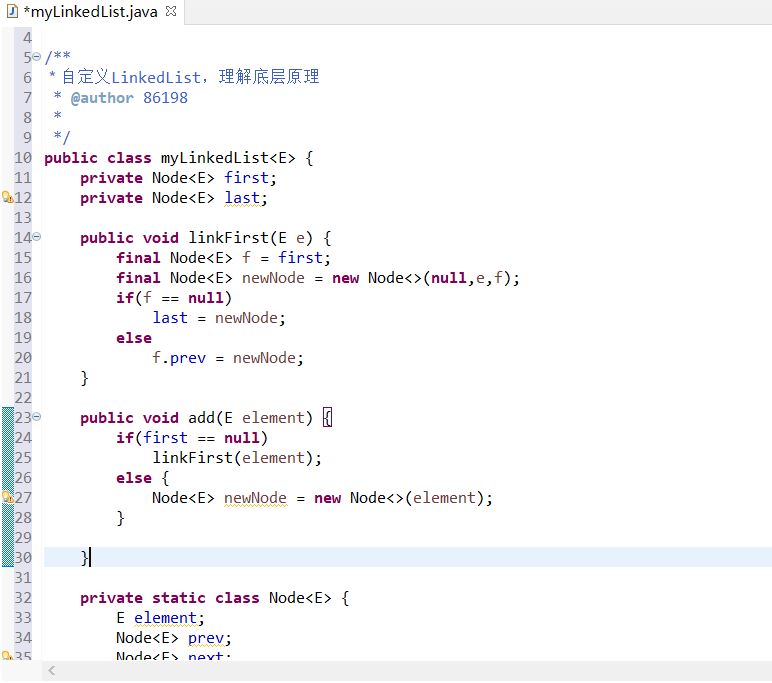 *myLinkedList.java
4
5 /**
6 * 自定义LinkedList，理解底层原理
7 * @author 86198
8 *
9 */
10 public class myLinkedList<E> {
11 private Node<E> first;
12 private Node<E> last;
13
14 public void linkFirst(E e) {
15 final Node<E> f = first;
16 final Node<E> newNode = new Node<>(null,e,f);
17 if(f == null)
18 last = newNode;
19 else
20 f.prev = newNode;
21 }
22
23 public void add(E element) {
24 if(first == null)
25 linkFirst(element);
26 else {
27 Node<E> newNode = new Node<>(element);
28 }
29
30 }
31
32 private static class Node<E> {
33 E element;
34 Node<E> prev;
35 Node<E> next;